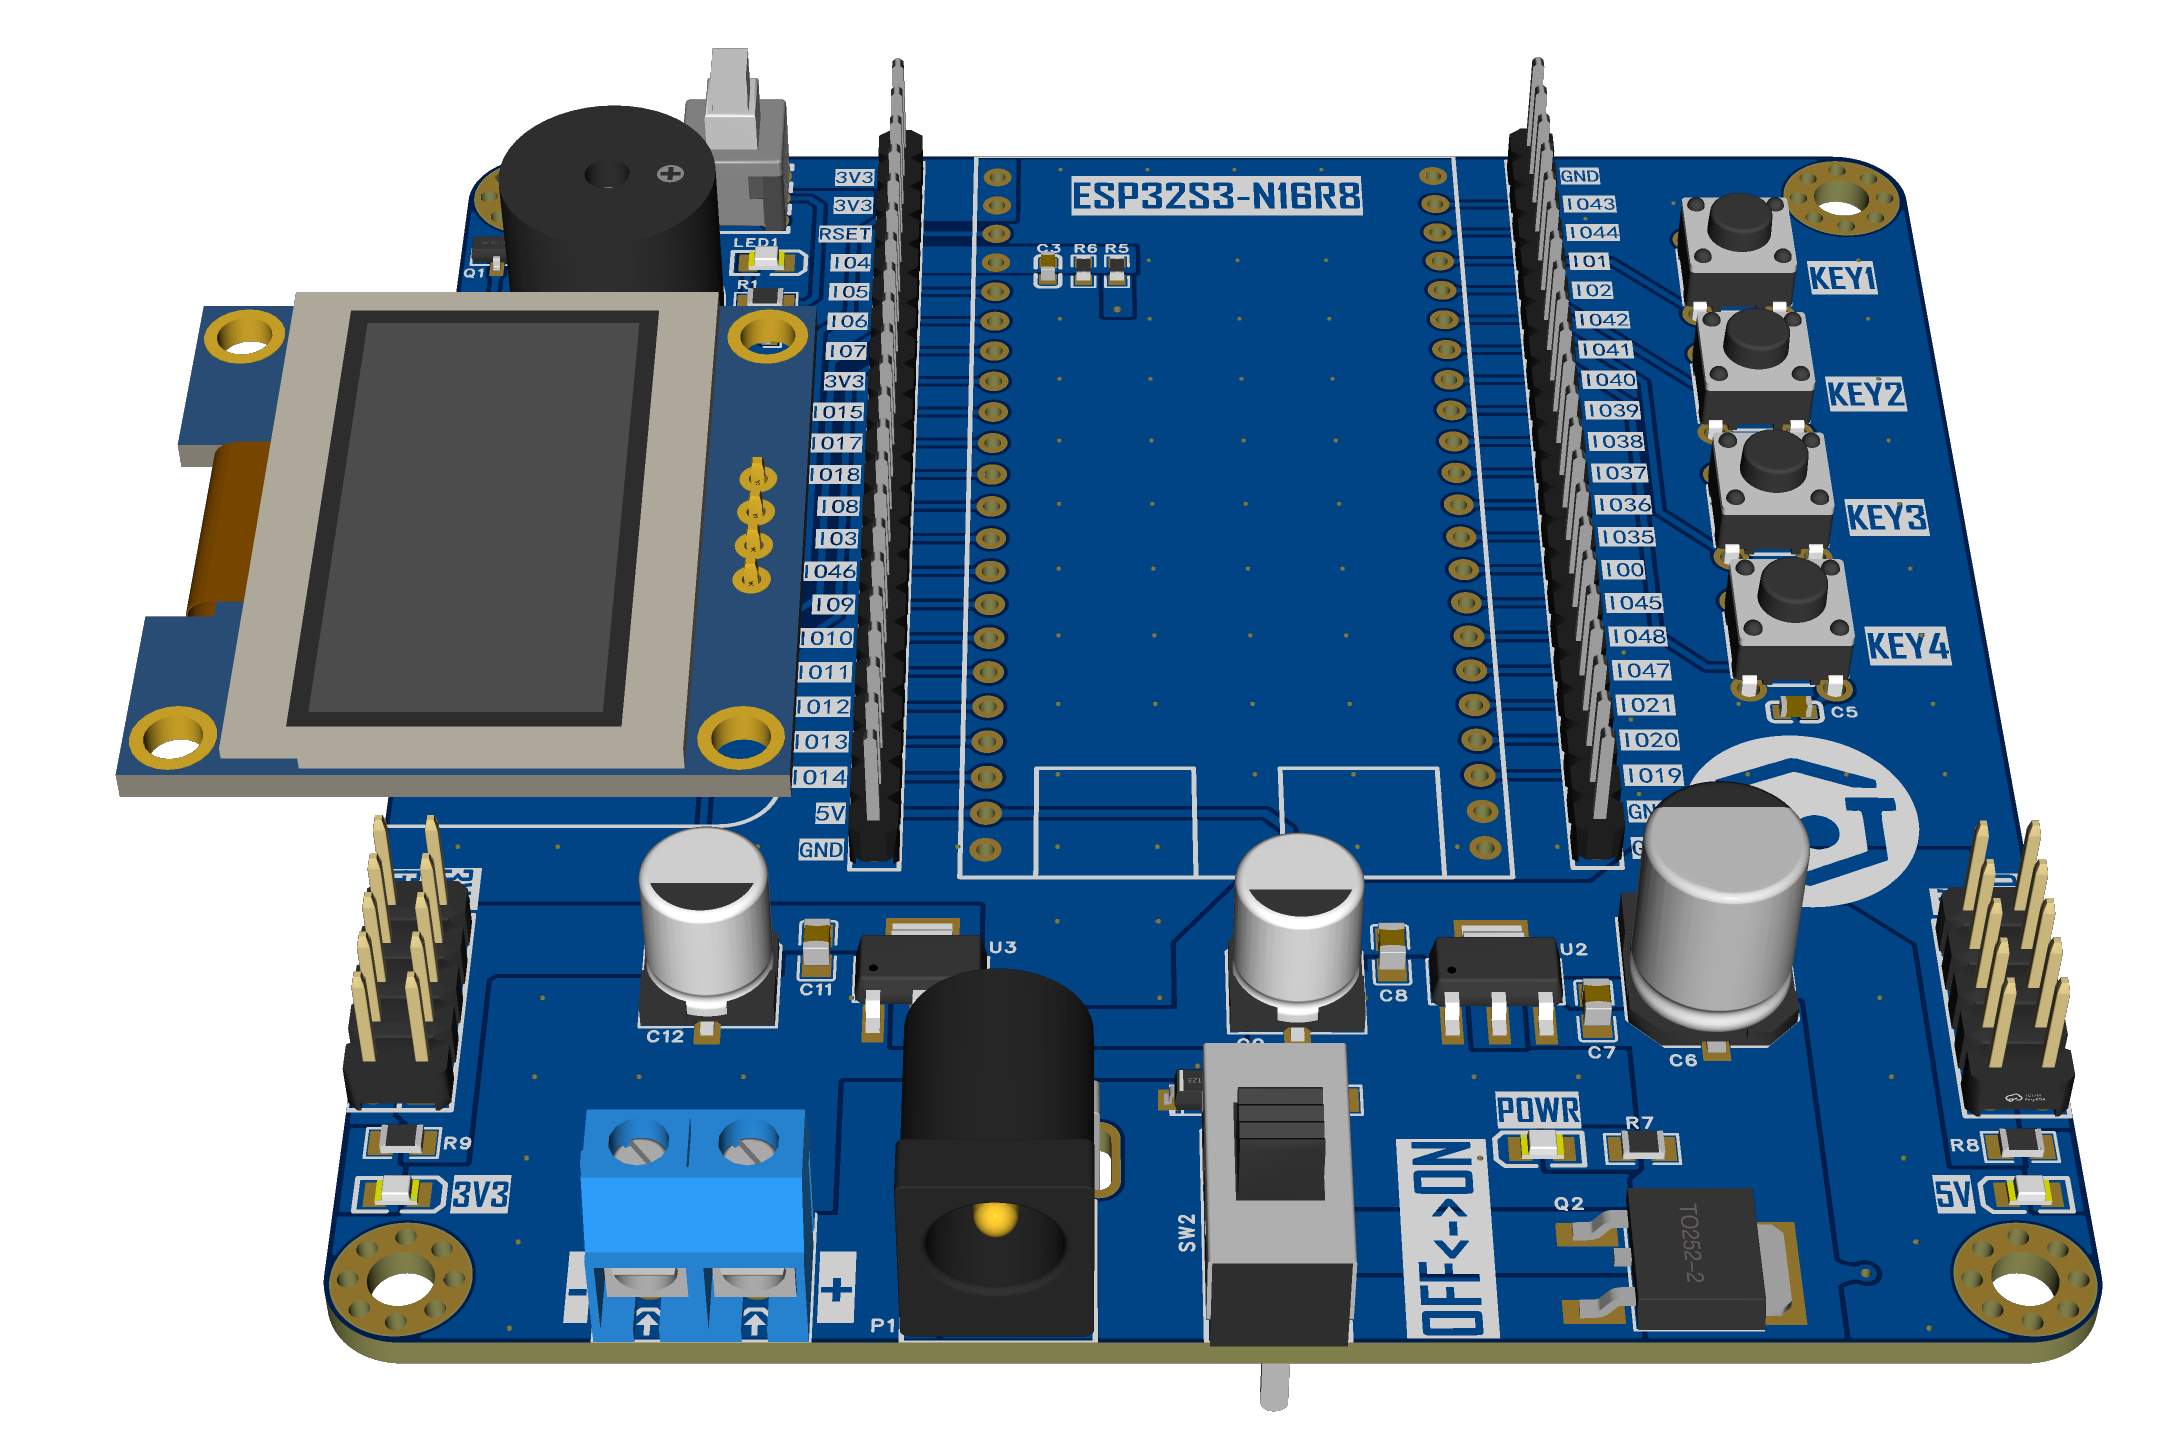 ESP32S3-N16R8
3V3
3V3
RSET
IO4
IO5
IO6
IO7
3V3
IO15
IO17
IO18
IO8
IO3
IO46
IO9
IO10
IO11
IO12
IO13
IO14
5V
GND
GND
IO43
IO44
IO1
IO2
IO42
IO41
IO40
IO39
IO38
IO37
IO36
IO35
IO0
IO45
IO48
IO47
IO21
IO20
IO19
Q1
LED1
R1
C3 R6 R5
KEY1
KEY2
KEY3
KEY4
C5
U3
C11
C12
C8
U2
C7
C6
R9
3V3
POWR
R7
R8
5V
Q2
TO252-2
SW2
OFF<->ON
-
+
P1